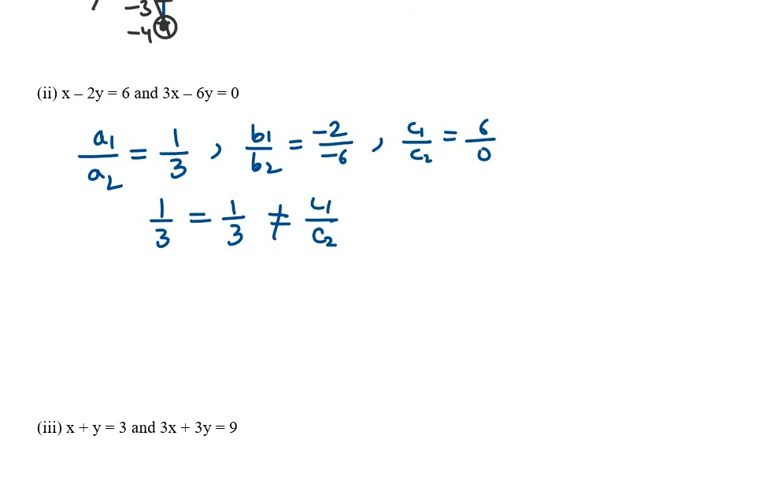 -3
-4
(ii) x – 2y = 6 and 3x – 6y = 0
a1/a2 = 1/3 , b1/b2 = -2/-6 , c1/c2 = 6/0
1/3 = 1/3 ≠ c1/c2
(iii) x + y = 3 and 3x + 3y = 9